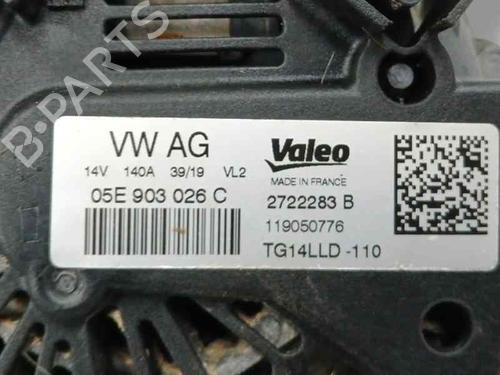 B-PARTS
VW AG
14V 140A 39/19 VL2
05E 903 026 C
Valeo
MADE IN FRANCE
2722283 B
119050776
TG14LLD -110